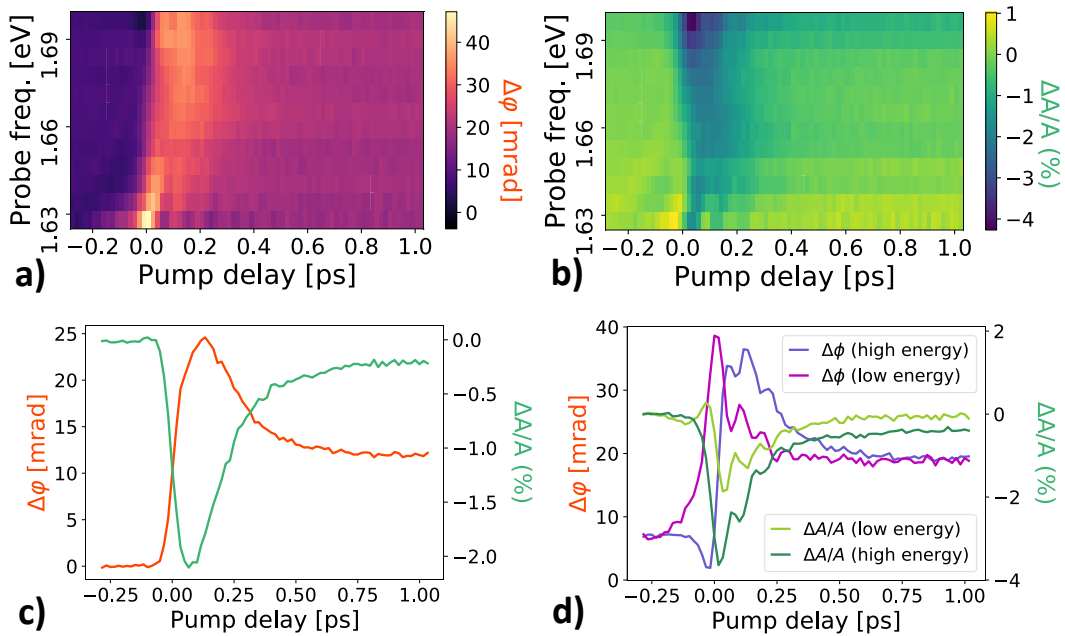 40
30
20
10
0
Δφ [mrad]
Probe freq. [eV]
1.69
1.66
1.63
−0.2 0.0 0.2 0.4 0.6 0.8 1.0
Pump delay [ps]
a)
1
0
−1
−2
−3
−4
ΔA/A (%)
Probe freq. [eV]
1.69
1.66
1.63
−0.2 0.0 0.2 0.4 0.6 0.8 1.0
Pump delay [ps]
b)
25
20
15
10
5
0
Δφ [mrad]
0.0
−0.5
−1.0
−1.5
−2.0
ΔA/A (%)
−0.25 0.00 0.25 0.50 0.75 1.00
Pump delay [ps]
c)
40
30
20
10
0
Δφ [mrad]
Δϕ (high energy)
Δϕ (low energy)
ΔA/A (low energy)
ΔA/A (high energy)
2
0
−2
−4
ΔA/A (%)
−0.25 0.00 0.25 0.50 0.75 1.00
Pump delay [ps]
d)